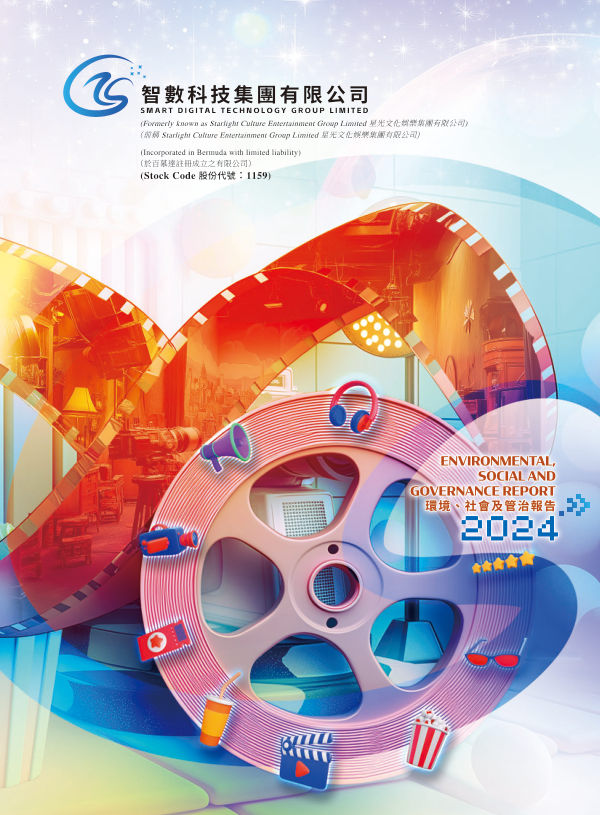 智數科技集團有限公司
SMART DIGITAL TECHNOLOGY GROUP LIMITED
(Formerly known as Starlight Culture Entertainment Group Limited 星光文化娛樂集團有限公司)
(前稱 Starlight Culture Entertainment Group Limited 星光文化娛樂集團有限公司)
(Incorporated in Bermuda with limited liability)
(於百慕達註冊成立之有限公司)
(Stock Code 股份代號：1159)
ENVIRONMENTAL,
SOCIAL AND
GOVERNANCE REPORT
環境、社會及管治報告
2024